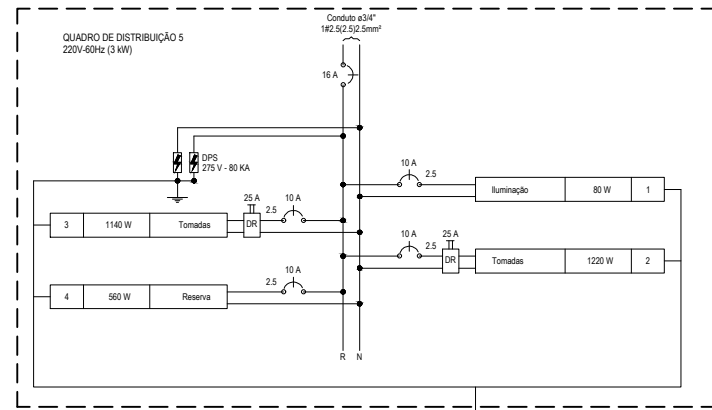 QUADRO DE DISTRIBUIÇÃO 5
220V-60Hz (3 kW)
Conduto ø3/4"
1#2.5(2.5)2.5mm²
16 A
DPS
275 V - 80 KA
10 A
2.5
Iluminação 80 W 1
25 A
10 A
2.5
3 1140 W Tomadas DR
10 A
2.5
25 A
DR Tomadas 1220 W 2
10 A
2.5
4 560 W Reserva
R N